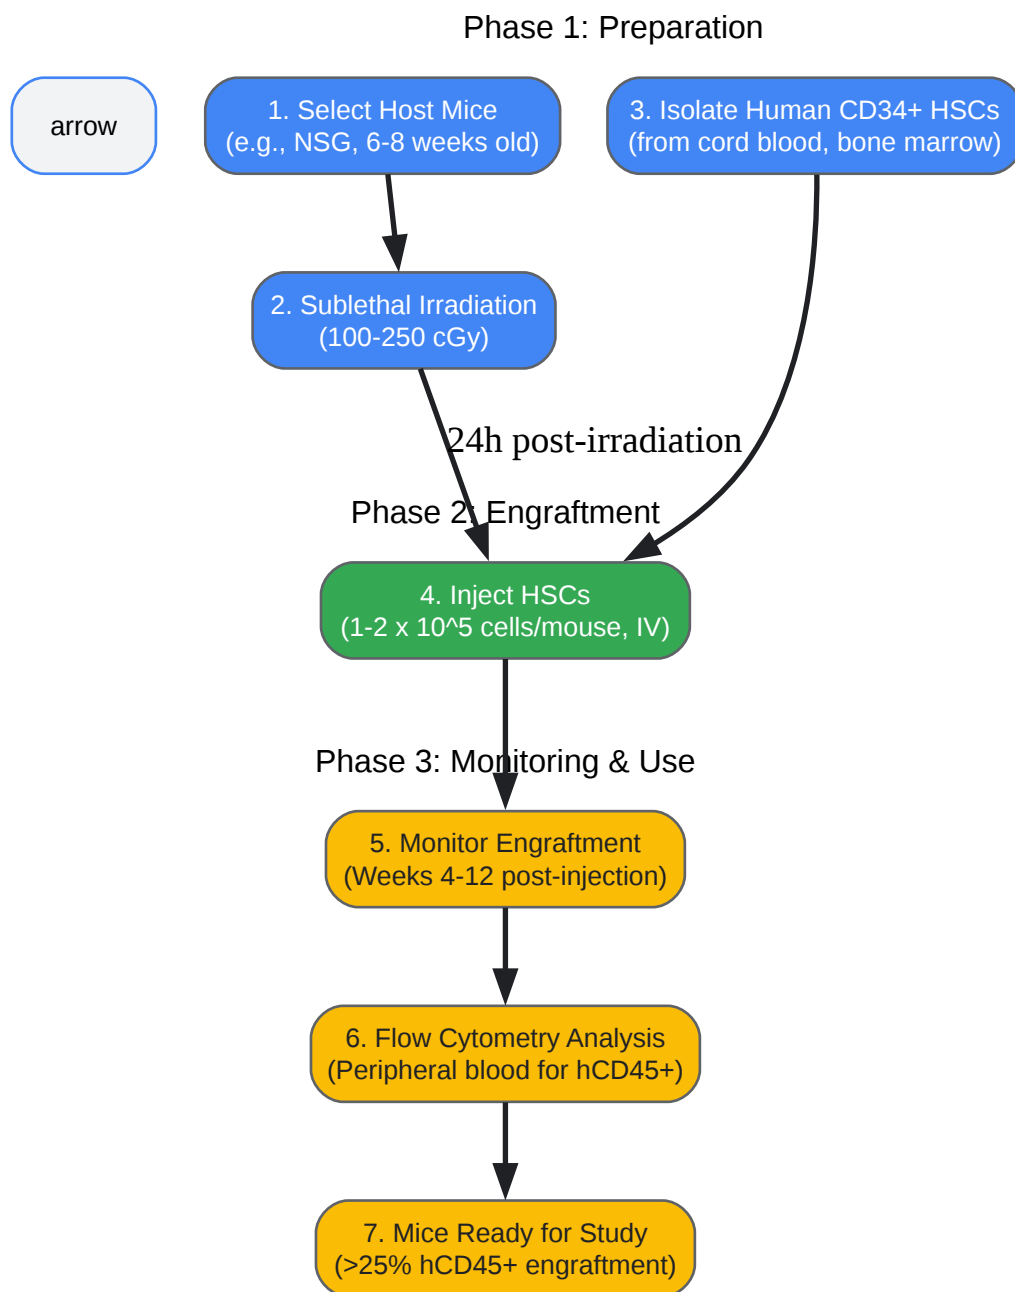 Phase 1: Preparation
arrow
1. Select Host Mice
(e.g., NSG, 6-8 weeks old)
3. Isolate Human CD34+ HSCs
(from cord blood, bone marrow)
2. Sublethal Irradiation
(100-250 cGy)
24h post-irradiation
Phase 2: Engraftment
4. Inject HSCs
(1-2 x 10^5 cells/mouse, IV)
Phase 3: Monitoring & Use
5. Monitor Engraftment
(Weeks 4-12 post-injection)
6. Flow Cytometry Analysis
(Peripheral blood for hCD45+)
7. Mice Ready for Study
(>25% hCD45+ engraftment)